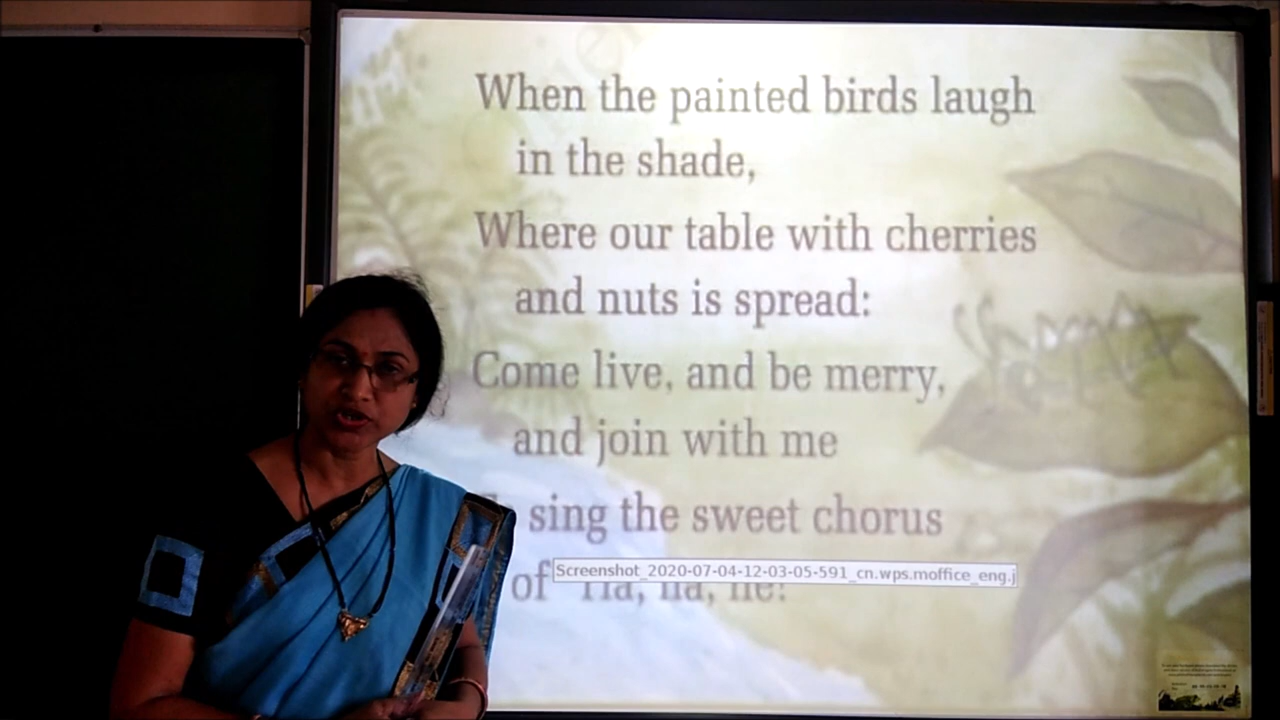 When the painted birds laugh
in the shade,
Where our table with cherries
and nuts is spread:
Come live, and be merry,
and join with me
sing the sweet chorus
Screenshot_2020-07-04-12-03-05-591_cn.wps.moffice_eng.j
of